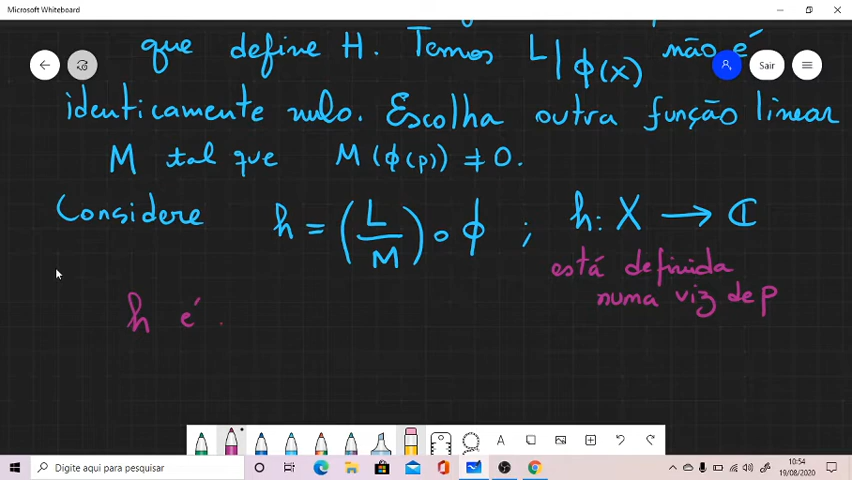 Microsoft Whiteboard
que define H. Temos L|ϕ(x) não é
Sair
identicamente nulo. Escolha outra função linear
M tal que M(ϕ(p)) ≠ 0.
Considere h = (L/M) ∘ ϕ ; h: X → ℂ
está definida
numa viz de p
h é
Digite aqui para pesquisar
10:54
19/08/2020